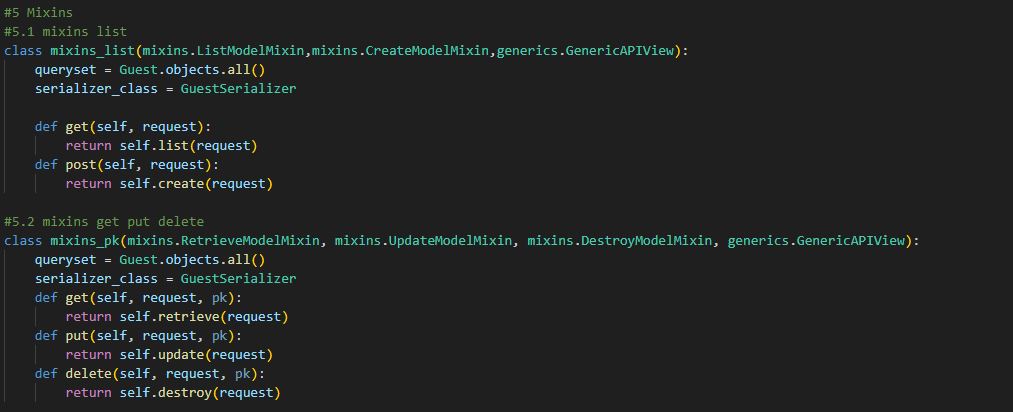 #5 Mixins
#5.1 mixins list
class mixins_list(mixins.ListModelMixin,mixins.CreateModelMixin,generics.GenericAPIView):
    queryset = Guest.objects.all()
    serializer_class = GuestSerializer

    def get(self, request):
        return self.list(request)
    def post(self, request):
        return self.create(request)

#5.2 mixins get put delete
class mixins_pk(mixins.RetrieveModelMixin, mixins.UpdateModelMixin, mixins.DestroyModelMixin, generics.GenericAPIView):
    queryset = Guest.objects.all()
    serializer_class = GuestSerializer
    def get(self, request, pk):
        return self.retrieve(request)
    def put(self, request, pk):
        return self.update(request)
    def delete(self, request, pk):
        return self.destroy(request)